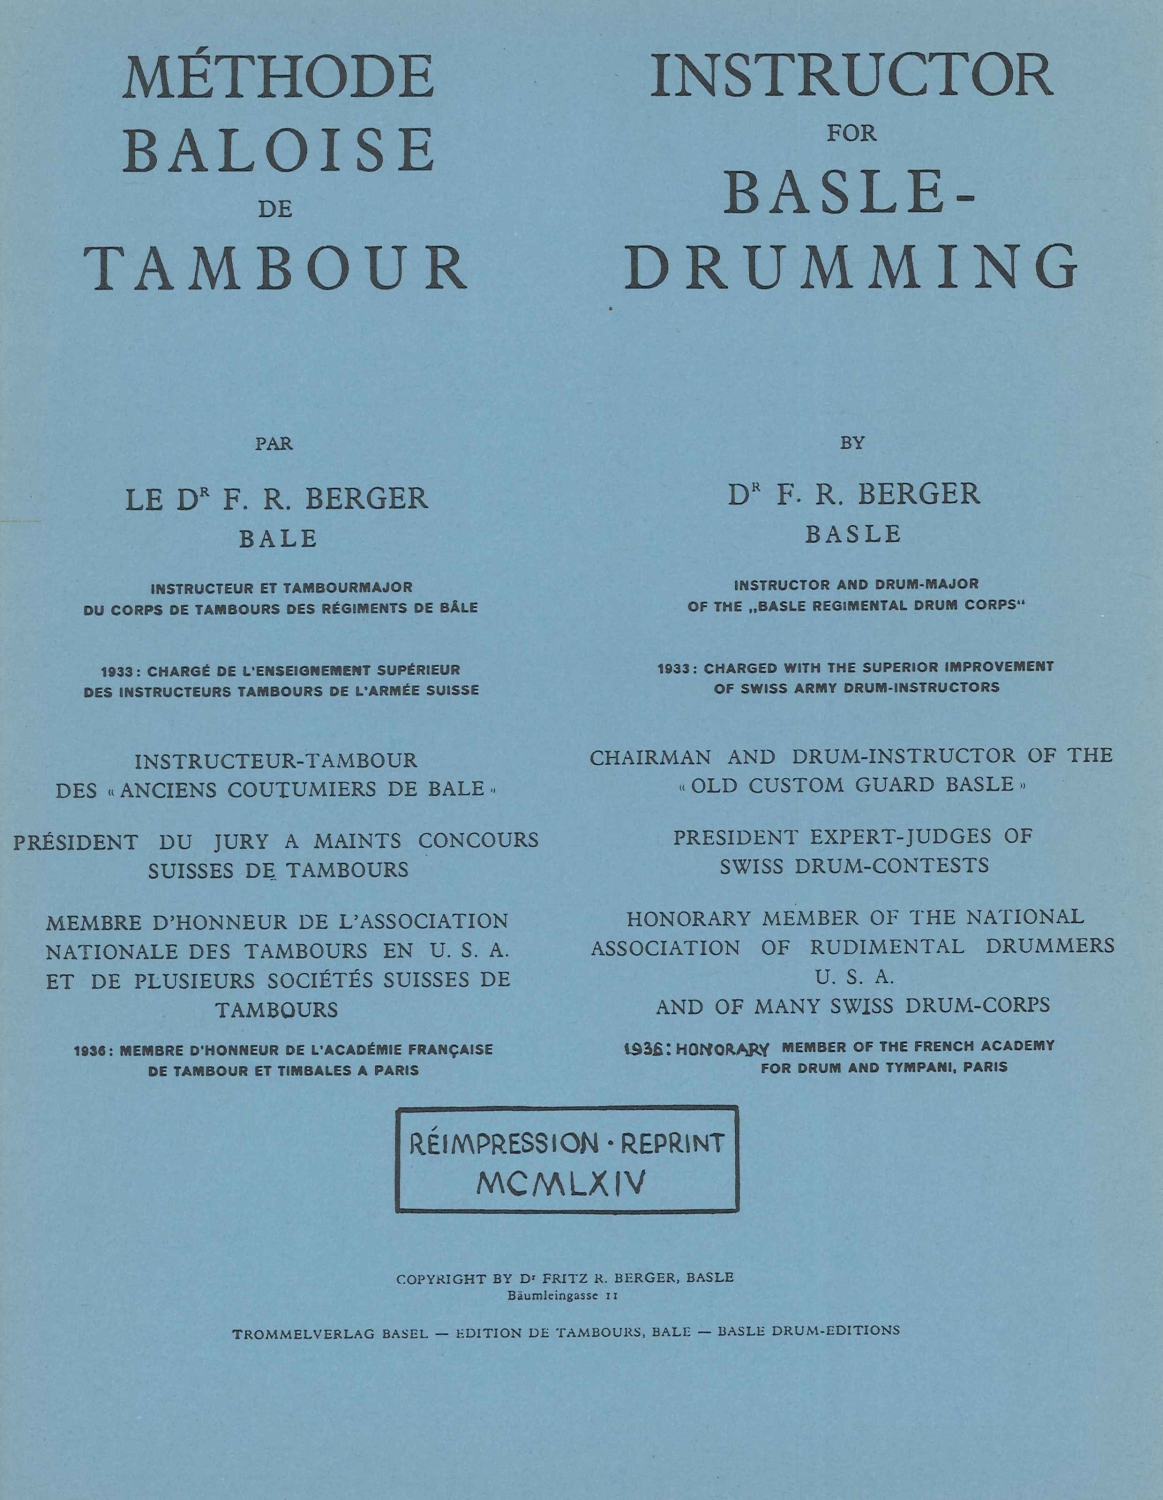 MÉTHODE
BALOISE
DE
TAMBOUR
PAR
LE DR F. R. BERGER
BALE
INSTRUCTEUR ET TAMBOURMAJOR
DU CORPS DE TAMBOURS DES RÉGIMENTS DE BÂLE
1933: CHARGÉ DE L'ENSEIGNEMENT SUPÉRIEUR
DES INSTRUCTEURS TAMBOURS DE L'ARMÉE SUISSE
INSTRUCTEUR-TAMBOUR
DES « ANCIENS COUTUMIERS DE BALE »
PRÉSIDENT DU JURY A MAINTS CONCOURS
SUISSES DE TAMBOURS
MEMBRE D'HONNEUR DE L'ASSOCIATION
NATIONALE DES TAMBOURS EN U. S. A.
ET DE PLUSIEURS SOCIÉTÉS SUISSES DE
TAMBOURS
1936: MEMBRE D'HONNEUR DE L'ACADÉMIE FRANÇAISE
DE TAMBOUR ET TIMBALES A PARIS
INSTRUCTOR
FOR
BASLE-
DRUMMING
BY
DR F. R. BERGER
BASLE
INSTRUCTOR AND DRUM-MAJOR
OF THE „BASLE REGIMENTAL DRUM CORPS“
1933: CHARGED WITH THE SUPERIOR IMPROVEMENT
OF SWISS ARMY DRUM-INSTRUCTORS
CHAIRMAN AND DRUM-INSTRUCTOR OF THE
« OLD CUSTOM GUARD BASLE »
PRESIDENT EXPERT-JUDGES OF
SWISS DRUM-CONTESTS
HONORARY MEMBER OF THE NATIONAL
ASSOCIATION OF RUDIMENTAL DRUMMERS
U. S. A.
AND OF MANY SWISS DRUM-CORPS
1936: HONORARY MEMBER OF THE FRENCH ACADEMY
FOR DRUM AND TYMPANI, PARIS
RÉIMPRESSION · REPRINT
MCMLXIV
COPYRIGHT BY Dr FRITZ R. BERGER, BASLE
Bäumleingasse 11
TROMMELVERLAG BASEL — EDITION DE TAMBOURS, BALE — BASLE DRUM-EDITIONS